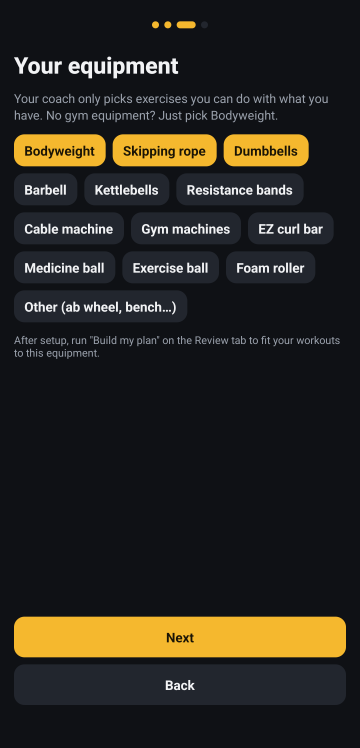 Your equipment
Your coach only picks exercises you can do with what you
have. No gym equipment? Just pick Bodyweight.
Bodyweight Skipping rope Dumbbells
Barbell Kettlebells Resistance bands
Cable machine Gym machines EZ curl bar
Medicine ball Exercise ball Foam roller
Other (ab wheel, bench…)
After setup, run "Build my plan" on the Review tab to fit your workouts
to this equipment.
Next
Back